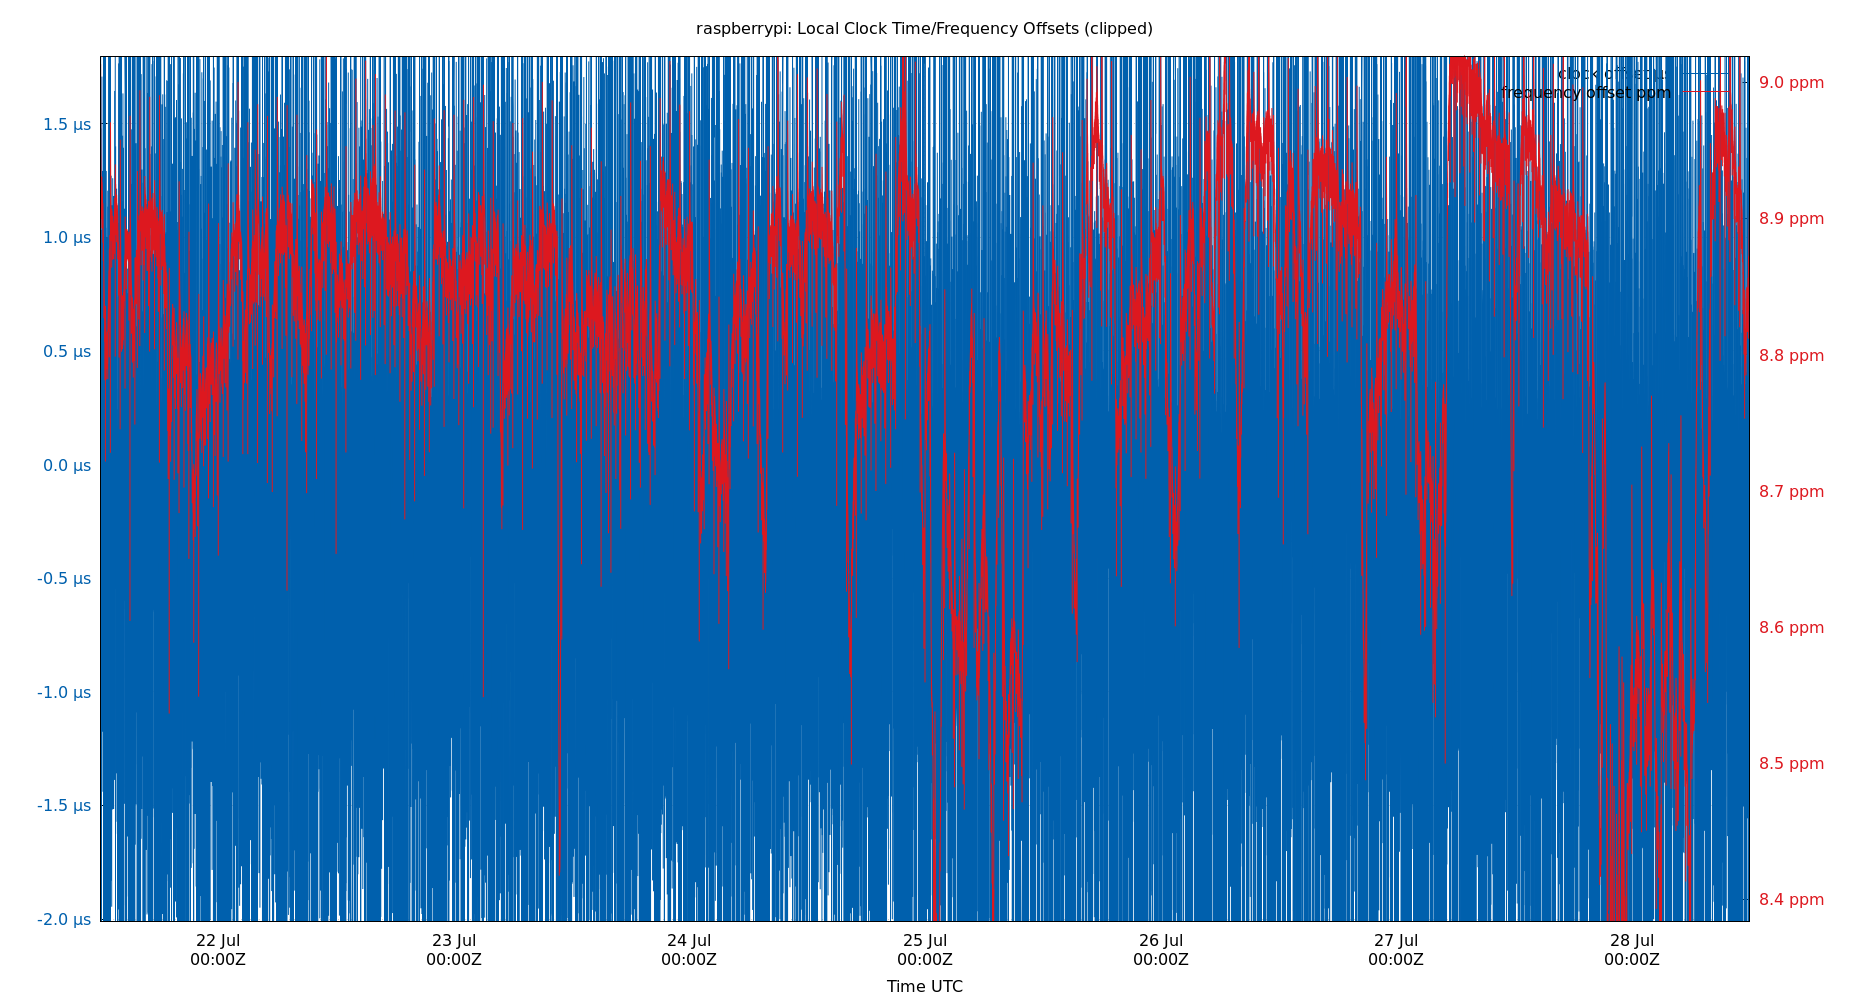 raspberrypi: Local Clock Time/Frequency Offsets (clipped)
clock offset µs
frequency offset ppm
1.5 µs
1.0 µs
0.5 µs
0.0 µs
-0.5 µs
-1.0 µs
-1.5 µs
-2.0 µs
9.0 ppm
8.9 ppm
8.8 ppm
8.7 ppm
8.6 ppm
8.5 ppm
8.4 ppm
22 Jul 23 Jul 24 Jul 25 Jul 26 Jul 27 Jul 28 Jul
00:00Z 00:00Z 00:00Z 00:00Z 00:00Z 00:00Z 00:00Z
Time UTC